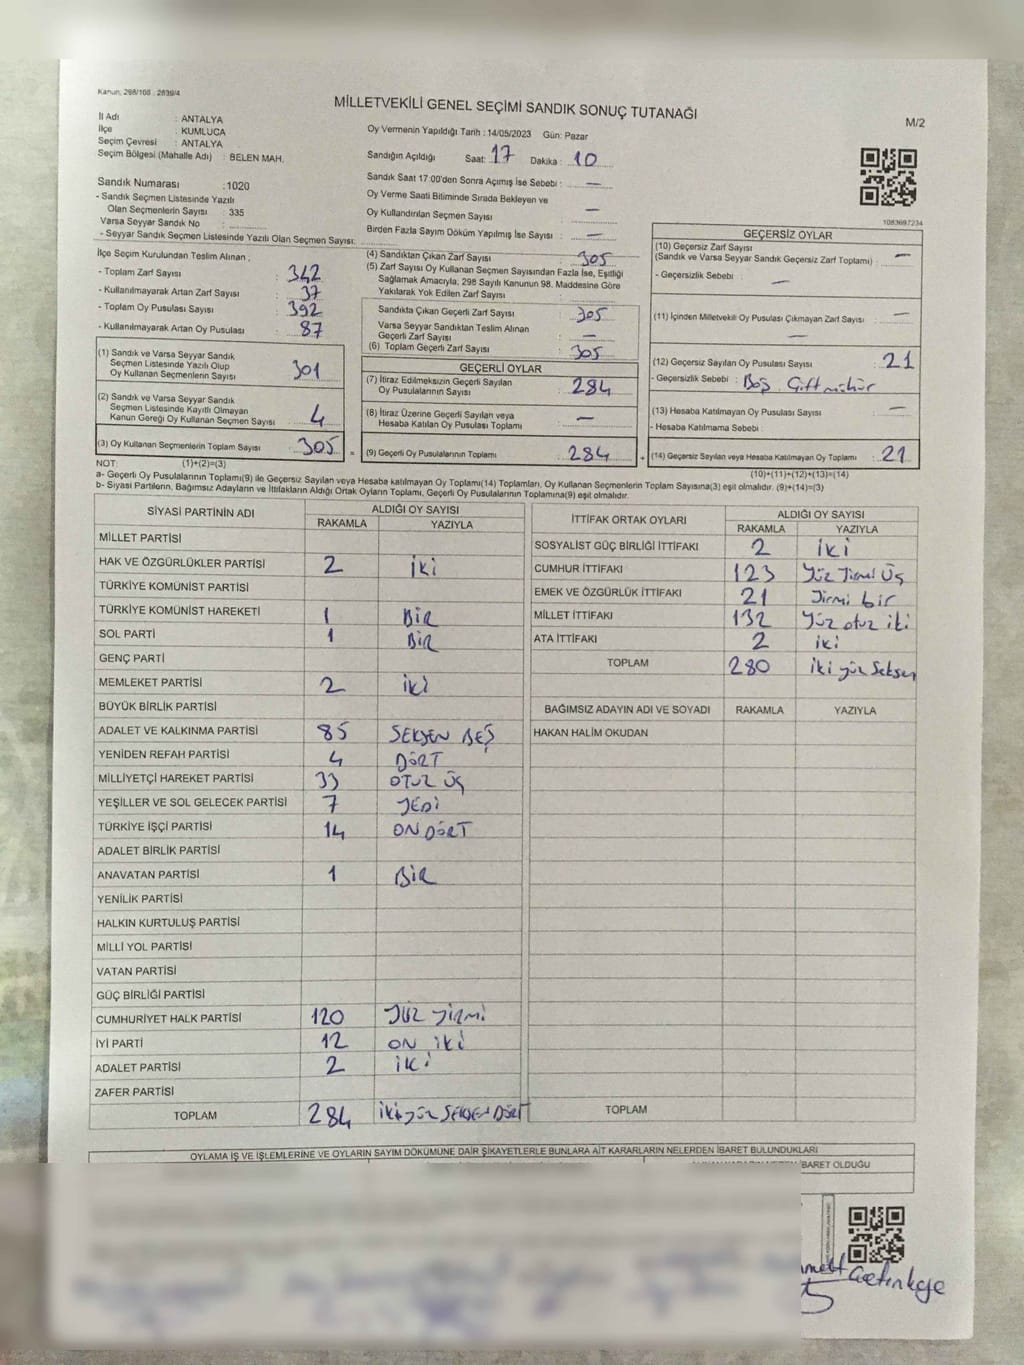 Kanun, 298/105 : 2839/4
MİLLETVEKİLİ GENEL SEÇİMİ SANDIK SONUÇ TUTANAĞI
M/2
İl Adı : ANTALYA
İlçe : KUMLUCA
Seçim Çevresi : ANTALYA
Seçim Bölgesi (Mahalle Adı) : BELEN MAH.
Oy Vermenin Yapıldığı Tarih : 14/05/2023 Gün: Pazar
Sandığın Açıldığı Saat: 17 Dakika : 10
Sandık Saat 17:00'den Sonra Açımış İse Sebebi : —
Oy Verme Saati Bitiminde Sırada Bekleyen ve
Oy Kullandırılan Seçmen Sayısı —
Birden Fazla Sayım Döküm Yapılmış İse Sayısı : —
Sandık Numarası :1020
- Sandık Seçmen Listesinde Yazılı
Olan Seçmenlerin Sayısı : 335
Varsa Seyyar Sandık No :
- Seyyar Sandık Seçmen Listesinde Yazılı Olan Seçmen Sayısı:
1083697234
İlçe Seçim Kurulundan Teslim Alınan ;
- Toplam Zarf Sayısı : 342
- Kullanılmayarak Artan Zarf Sayısı : 37
- Toplam Oy Pusulası Sayısı : 392
- Kullanılmayarak Artan Oy Pusulası : 87
(1) Sandık ve Varsa Seyyar Sandık
Seçmen Listesinde Yazılı Olup
Oy Kullanan Seçmenlerin Sayısı : 301
(2) Sandık ve Varsa Seyyar Sandık
Seçmen Listesinde Kayıtlı Olmayan
Kanun Gereği Oy Kullanan Seçmen Sayısı : 4
(3) Oy Kullanan Seçmenlerin Toplam Sayısı : 305
(1)+(2)=(3)
(4) Sandıktan Çıkan Zarf Sayısı : 305
(5) Zarf Sayısı Oy Kullanan Seçmen Sayısından Fazla İse, Eşitliği
Sağlamak Amacıyla, 298 Sayılı Kanunun 98. Maddesine Göre
Yakılarak Yok Edilen Zarf Sayısı : —
Sandıkta Çıkan Geçerli Zarf Sayısı : 305
Varsa Seyyar Sandıktan Teslim Alınan
Geçerli Zarf Sayısı : —
(6) Toplam Geçerli Zarf Sayısı : 305
GEÇERLİ OYLAR
(7) İtiraz Edilmeksizin Geçerli Sayılan
Oy Pusulalarının Sayısı : 284
(8) İtiraz Üzerine Geçerli Sayılan veya
Hesaba Katılan Oy Pusulası Toplamı : —
= (9) Geçerli Oy Pusulalarının Toplamı : 284 +
GEÇERSİZ OYLAR
(10) Geçersiz Zarf Sayısı
(Sandık ve Varsa Seyyar Sandık Geçersiz Zarf Toplamı) : —
- Geçersizlik Sebebi : —
(11) İçinden Milletvekili Oy Pusulası Çıkmayan Zarf Sayısı : —
—
(12) Geçersiz Sayılan Oy Pusulası Sayısı : 21
- Geçersizlik Sebebi : Boş Çift mühür
(13) Hesaba Katılmayan Oy Pusulası Sayısı : —
- Hesaba Katılmama Sebebi :
(14) Geçersiz Sayılan veya Hesaba Katılmayan Oy Toplamı : 21
(10)+(11)+(12)+(13)=(14)
NOT:
a- Geçerli Oy Pusulalarının Toplamı(9) ile Geçersiz Sayılan veya Hesaba katılmayan Oy Toplamı(14) Toplamları, Oy Kullanan Seçmenlerin Toplam Sayısına(3) eşit olmalıdır. (9)+(14)=(3)
b- Siyasi Partilerin, Bağımsız Adayların ve İttifakların Aldığı Ortak Oyların Toplamı, Geçerli Oy Pusulalarının Toplamına(9) eşit olmalıdır.
SİYASİ PARTİNİN ADI ALDIĞI OY SAYISI
RAKAMLA YAZIYLA
MİLLET PARTİSİ
HAK VE ÖZGÜRLÜKLER PARTİSİ 2 iki
TÜRKİYE KOMÜNİST PARTİSİ
TÜRKİYE KOMÜNİST HAREKETİ 1 BİR
SOL PARTİ 1 BİR
GENÇ PARTİ
MEMLEKET PARTİSİ 2 iki
BÜYÜK BİRLİK PARTİSİ
ADALET VE KALKINMA PARTİSİ 85 SEKSEN BEŞ
YENİDEN REFAH PARTİSİ 4 DÖRT
MİLLİYETÇİ HAREKET PARTİSİ 33 OTUZ ÜÇ
YEŞİLLER VE SOL GELECEK PARTİSİ 7 YEDİ
TÜRKİYE İŞÇİ PARTİSİ 14 ON DÖRT
ADALET BİRLİK PARTİSİ
ANAVATAN PARTİSİ 1 BİR
YENİLİK PARTİSİ
HALKIN KURTULUŞ PARTİSİ
MİLLİ YOL PARTİSİ
VATAN PARTİSİ
GÜÇ BİRLİĞİ PARTİSİ
CUMHURİYET HALK PARTİSİ 120 YÜZ YİRMİ
İYİ PARTİ 12 ON İKİ
ADALET PARTİSİ 2 İKİ
ZAFER PARTİSİ
TOPLAM 284 İki yüz SEKSEN DÖRT
İTTİFAK ORTAK OYLARI ALDIĞI OY SAYISI
RAKAMLA YAZIYLA
SOSYALİST GÜÇ BİRLİĞİ İTTİFAKI 2 iki
CUMHUR İTTİFAKI 123 Yüz Yirmi Üç
EMEK VE ÖZGÜRLÜK İTTİFAKI 21 Yirmi bir
MİLLET İTTİFAKI 132 Yüz otuz iki
ATA İTTİFAKI 2 iki
TOPLAM 280 iki yüz Seksen
BAĞIMSIZ ADAYIN ADI VE SOYADI RAKAMLA YAZIYLA
HAKAN HALİM OKUDAN
TOPLAM
OYLAMA İŞ VE İŞLEMLERİNE VE OYLARIN SAYIM DÖKÜMÜNE DAİR ŞİKAYETLERLE BUNLARA AİT KARARLARIN NELERDEN İBARET BULUNDUKLARI
İBARET OLDUĞU